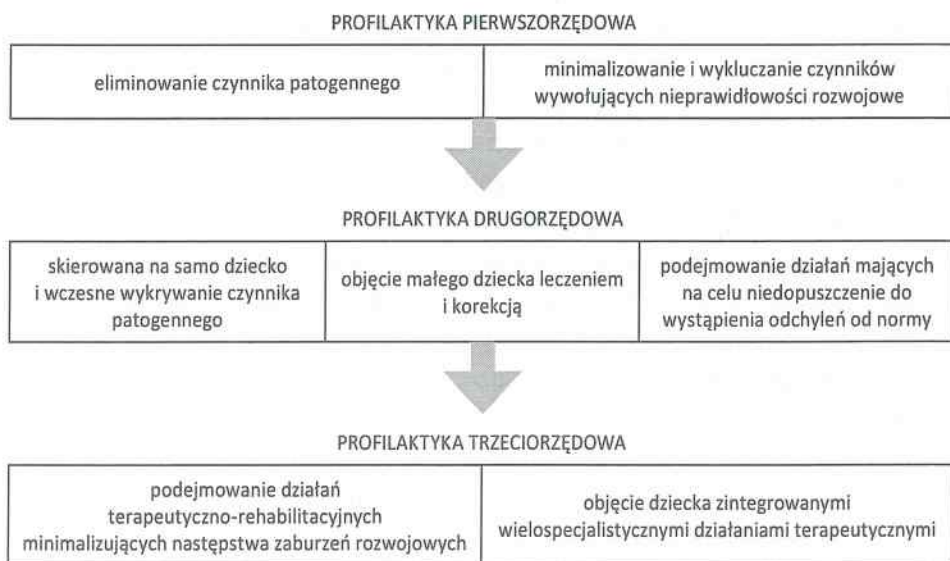 PROFILAKTYKA PIERWSZORZĘDOWA
eliminowanie czynnika patogennego
minimalizowanie i wykluczanie czynników
wywołujących nieprawidłowości rozwojowe
PROFILAKTYKA DRUGORZĘDOWA
skierowana na samo dziecko
i wczesne wykrywanie czynnika
patogennego
objęcie małego dziecka leczeniem
i korekcją
podejmowanie działań mających
na celu niedopuszczenie do
wystąpienia odchyleń od normy
PROFILAKTYKA TRZECIORZĘDOWA
podejmowanie działań
terapeutyczno-rehabilitacyjnych
minimalizujących następstwa zaburzeń rozwojowych
objęcie dziecka zintegrowanymi
wielospecjalistycznymi działaniami terapeutycznymi